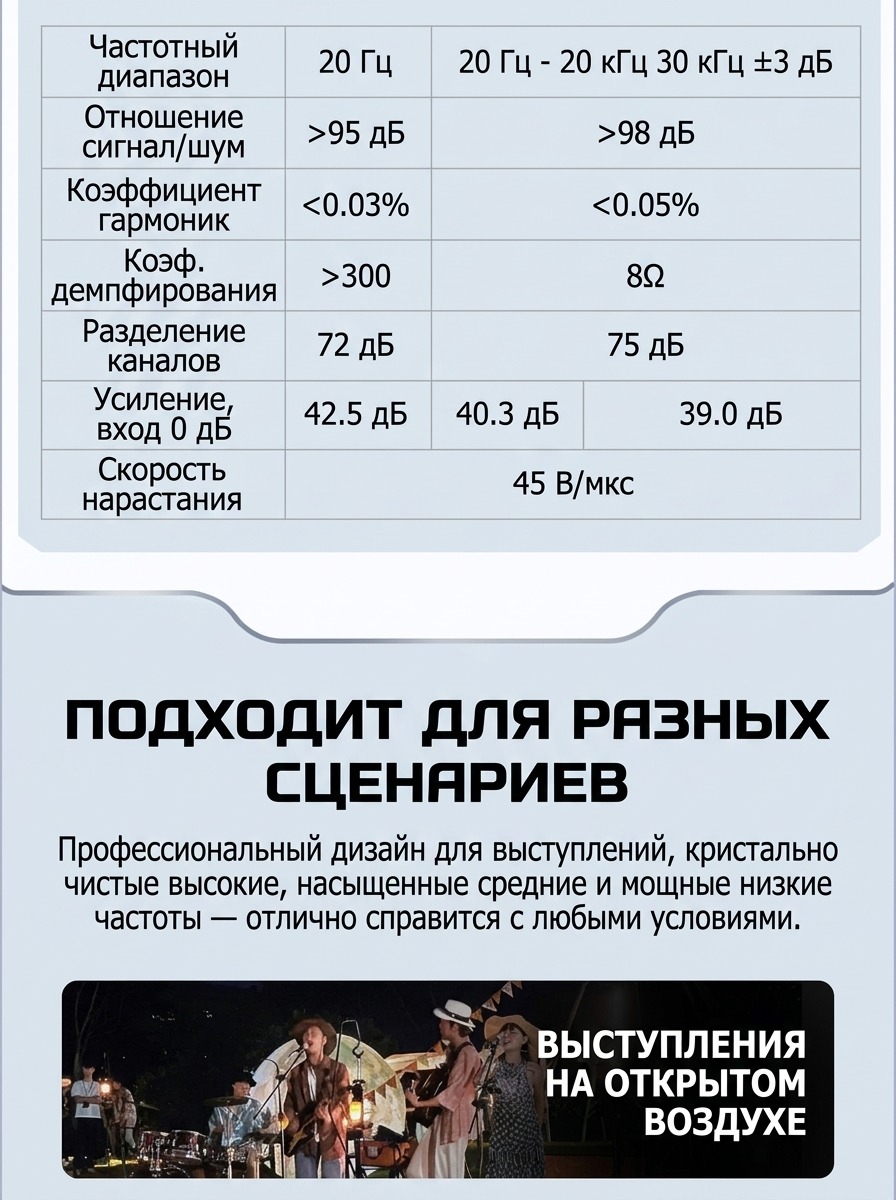 Частотный
диапазон
20 Гц
20 Гц - 20 кГц 30 кГц ±3 дБ
Отношение
сигнал/шум
>95 дБ
>98 дБ
Коэффициент
гармоник
<0.03%
<0.05%
Коэф.
демпфирования
>300
8Ω
Разделение
каналов
72 дБ
75 дБ
Усиление,
вход 0 дБ
42.5 дБ
40.3 дБ
39.0 дБ
Скорость
нарастания
45 В/мкс
ПОДХОДИТ ДЛЯ РАЗНЫХ
СЦЕНАРИЕВ
Профессиональный дизайн для выступлений, кристально
чистые высокие, насыщенные средние и мощные низкие
частоты — отлично справится с любыми условиями.
ВЫСТУПЛЕНИЯ
НА ОТКРЫТОМ
ВОЗДУХЕ